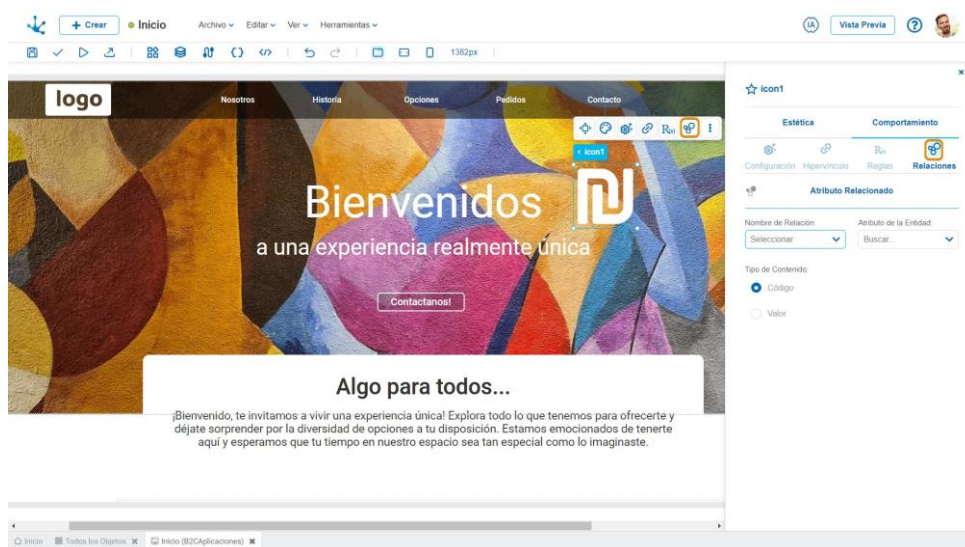 + Crear
Inicio
Archivo
Editar
Ver
Herramientas
IA
Vista Previa
?
1382px
logo
Nosotros
Historia
Opciones
Pedidos
Contacto
R(x)
< icon1
Bienvenidos
₪
a una experiencia realmente única
Contactanos!
Algo para todos...
¡Bienvenido, te invitamos a vivir una experiencia única! Explora todo lo que tenemos para ofrecerte y
déjate sorprender por la diversidad de opciones a tu disposición. Estamos emocionados de tenerte
aquí y esperamos que tu tiempo en nuestro espacio sea tan especial como lo imaginaste.
icon1
Estética
Comportamiento
R(x)
Configuración
Hipervínculo
Reglas
Relaciones
Atributo Relacionado
Nombre de Relación:
Atributo de la Entidad:
Seleccionar
Buscar...
Tipo de Contenido:
Código
Valor
Inicio
Todos los Objetos
Inicio (B2CAplicaciones)